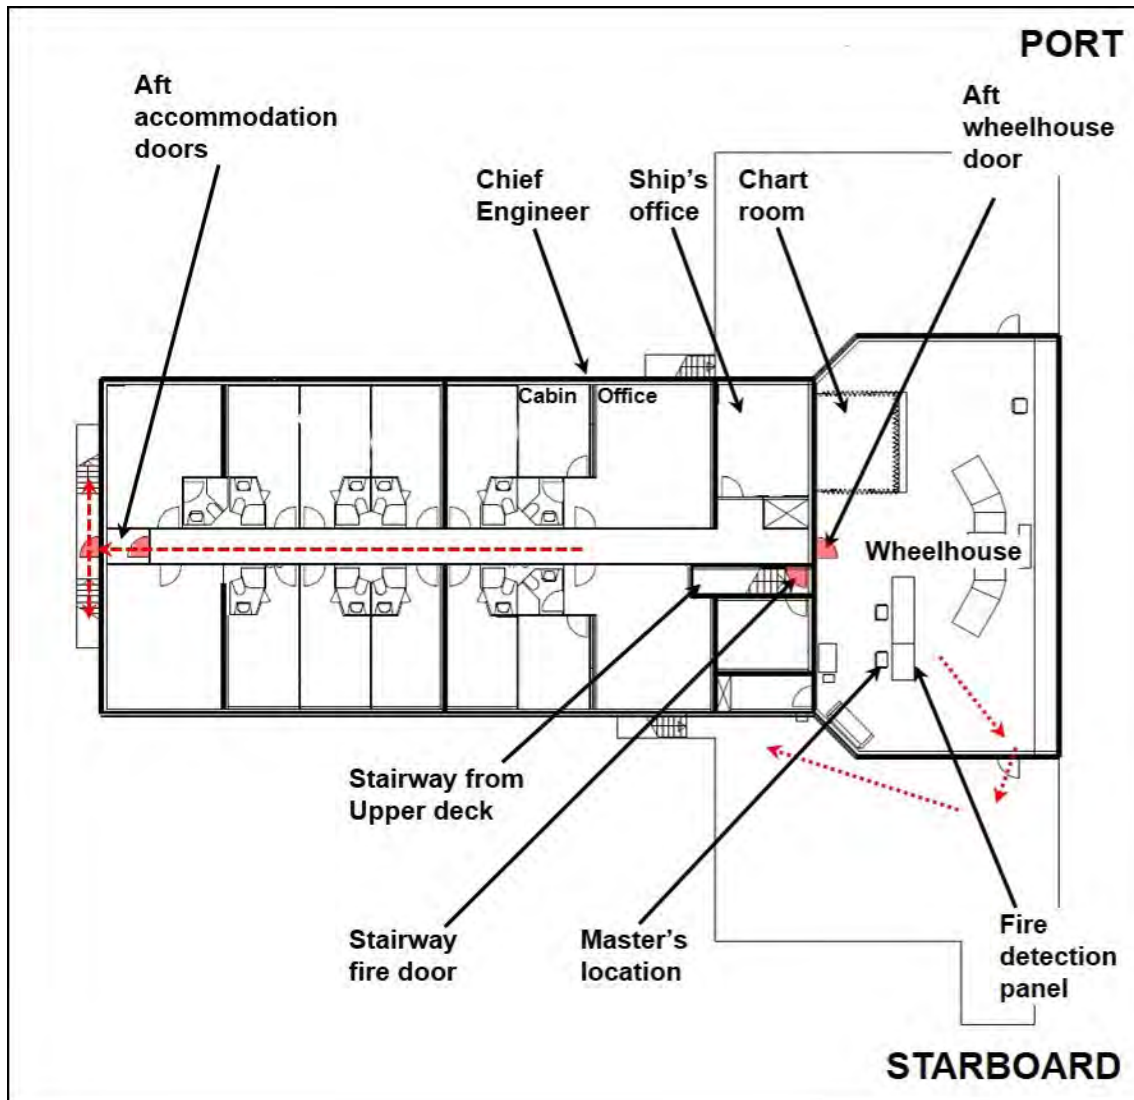 PORT
Aft
accommodation
doors
Aft
wheelhouse
door
Chief
Engineer
Ship's
office
Chart
room
Cabin
Office
Wheelhouse
Stairway from
Upper deck
Stairway
fire door
Master's
location
Fire
detection
panel
STARBOARD